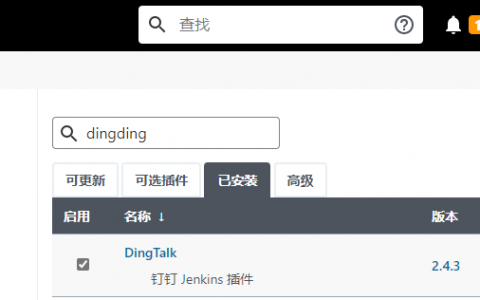 查找
dingding
可更新 可选插件 已安装 高级
启用 名称 ↓ 版本
DingTalk 2.4.3
钉钉 Jenkins 插件